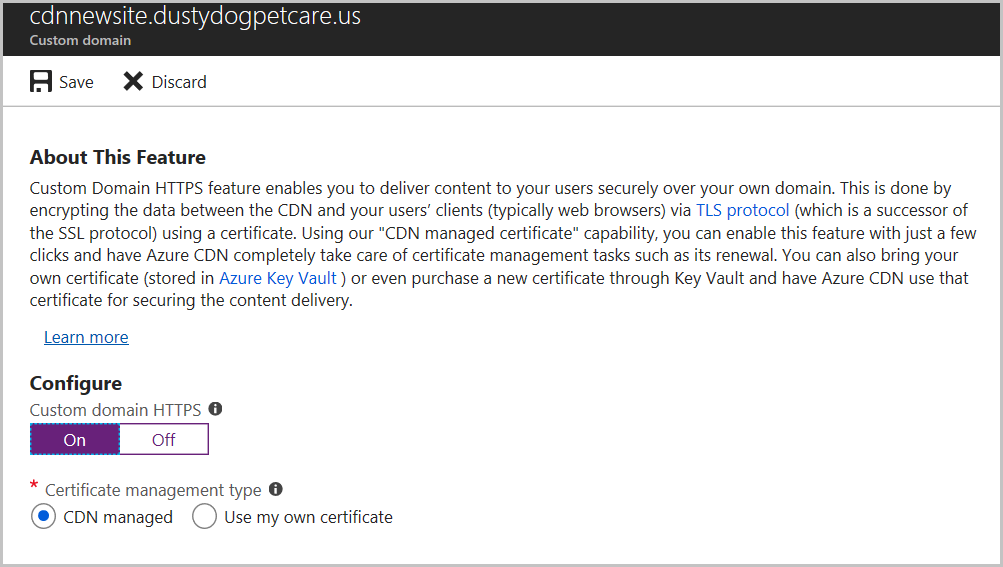 cdnnewsite.dustydogpetcare.us
Custom domain
Save Discard
About This Feature
Custom Domain HTTPS feature enables you to deliver content to your users securely over your own domain. This is done by
encrypting the data between the CDN and your users’ clients (typically web browsers) via TLS protocol (which is a successor of
the SSL protocol) using a certificate. Using our "CDN managed certificate" capability, you can enable this feature with just a few
clicks and have Azure CDN completely take care of certificate management tasks such as its renewal. You can also bring your
own certificate (stored in Azure Key Vault ) or even purchase a new certificate through Key Vault and have Azure CDN use that
certificate for securing the content delivery.
Learn more
Configure
Custom domain HTTPS
On Off
* Certificate management type
CDN managed Use my own certificate